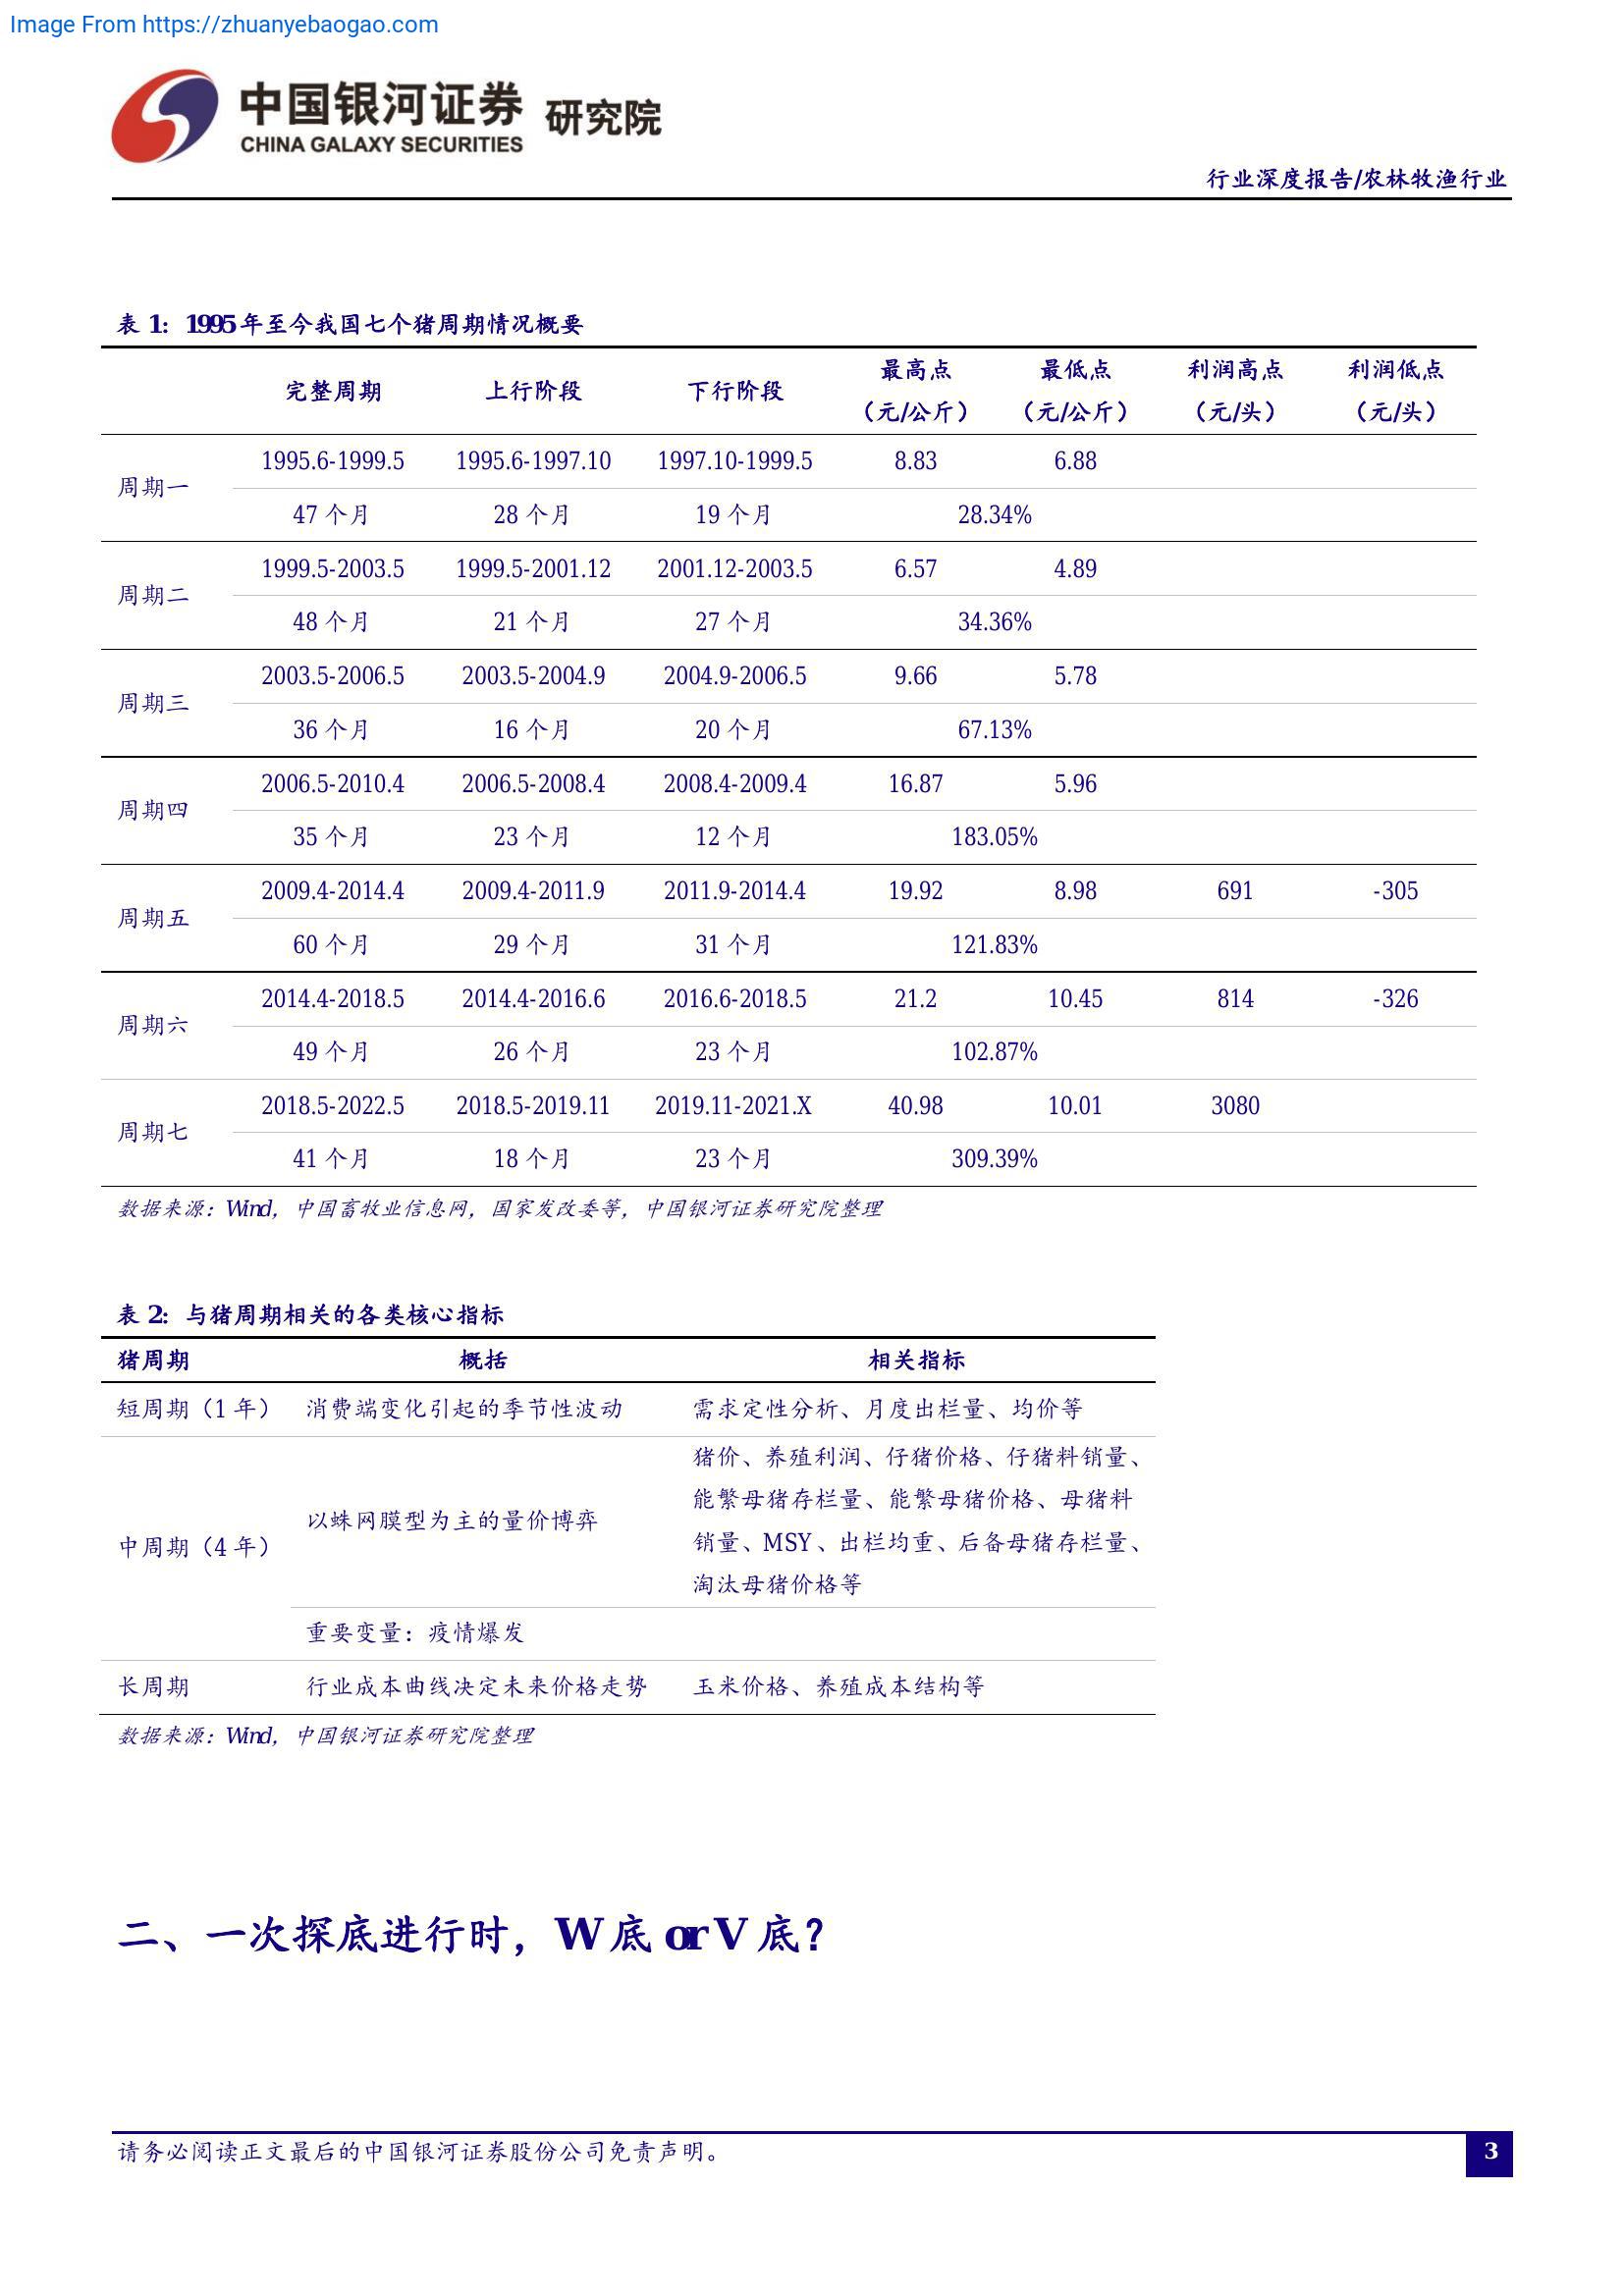 Image From https://zhuanyebaogao.com
中国银河证券 研究院
CHINA GALAXY SECURITIES
行业深度报告/农林牧渔行业
表 1: 1995 年至今我国七个猪周期情况概要
完整周期 上行阶段 下行阶段 最高点 最低点 利润高点 利润低点
（元/公斤） （元/公斤） （元/头） （元/头）
周期一 1995.6-1999.5 1995.6-1997.10 1997.10-1999.5 8.83 6.88
47 个月 28 个月 19 个月 28.34%
周期二 1999.5-2003.5 1999.5-2001.12 2001.12-2003.5 6.57 4.89
48 个月 21 个月 27 个月 34.36%
周期三 2003.5-2006.5 2003.5-2004.9 2004.9-2006.5 9.66 5.78
36 个月 16 个月 20 个月 67.13%
周期四 2006.5-2010.4 2006.5-2008.4 2008.4-2009.4 16.87 5.96
35 个月 23 个月 12 个月 183.05%
周期五 2009.4-2014.4 2009.4-2011.9 2011.9-2014.4 19.92 8.98 691 -305
60 个月 29 个月 31 个月 121.83%
周期六 2014.4-2018.5 2014.4-2016.6 2016.6-2018.5 21.2 10.45 814 -326
49 个月 26 个月 23 个月 102.87%
周期七 2018.5-2022.5 2018.5-2019.11 2019.11-2021.X 40.98 10.01 3080
41 个月 18 个月 23 个月 309.39%
数据来源：Wind，中国畜牧业信息网，国家发改委等，中国银河证券研究院整理
表 2: 与猪周期相关的各类核心指标
猪周期 概括 相关指标
短周期（1 年） 消费端变化引起的季节性波动 需求定性分析、月度出栏量、均价等
中周期（4 年） 以蛛网膜型为主的量价博弈 猪价、养殖利润、仔猪价格、仔猪料销量、
能繁母猪存栏量、能繁母猪价格、母猪料
销量、MSY、出栏均重、后备母猪存栏量、
淘汰母猪价格等
重要变量：疫情爆发
长周期 行业成本曲线决定未来价格走势 玉米价格、养殖成本结构等
数据来源：Wind，中国银河证券研究院整理
二、一次探底进行时，W 底 or V 底？
请务必阅读正文最后的中国银河证券股份公司免责声明。
3